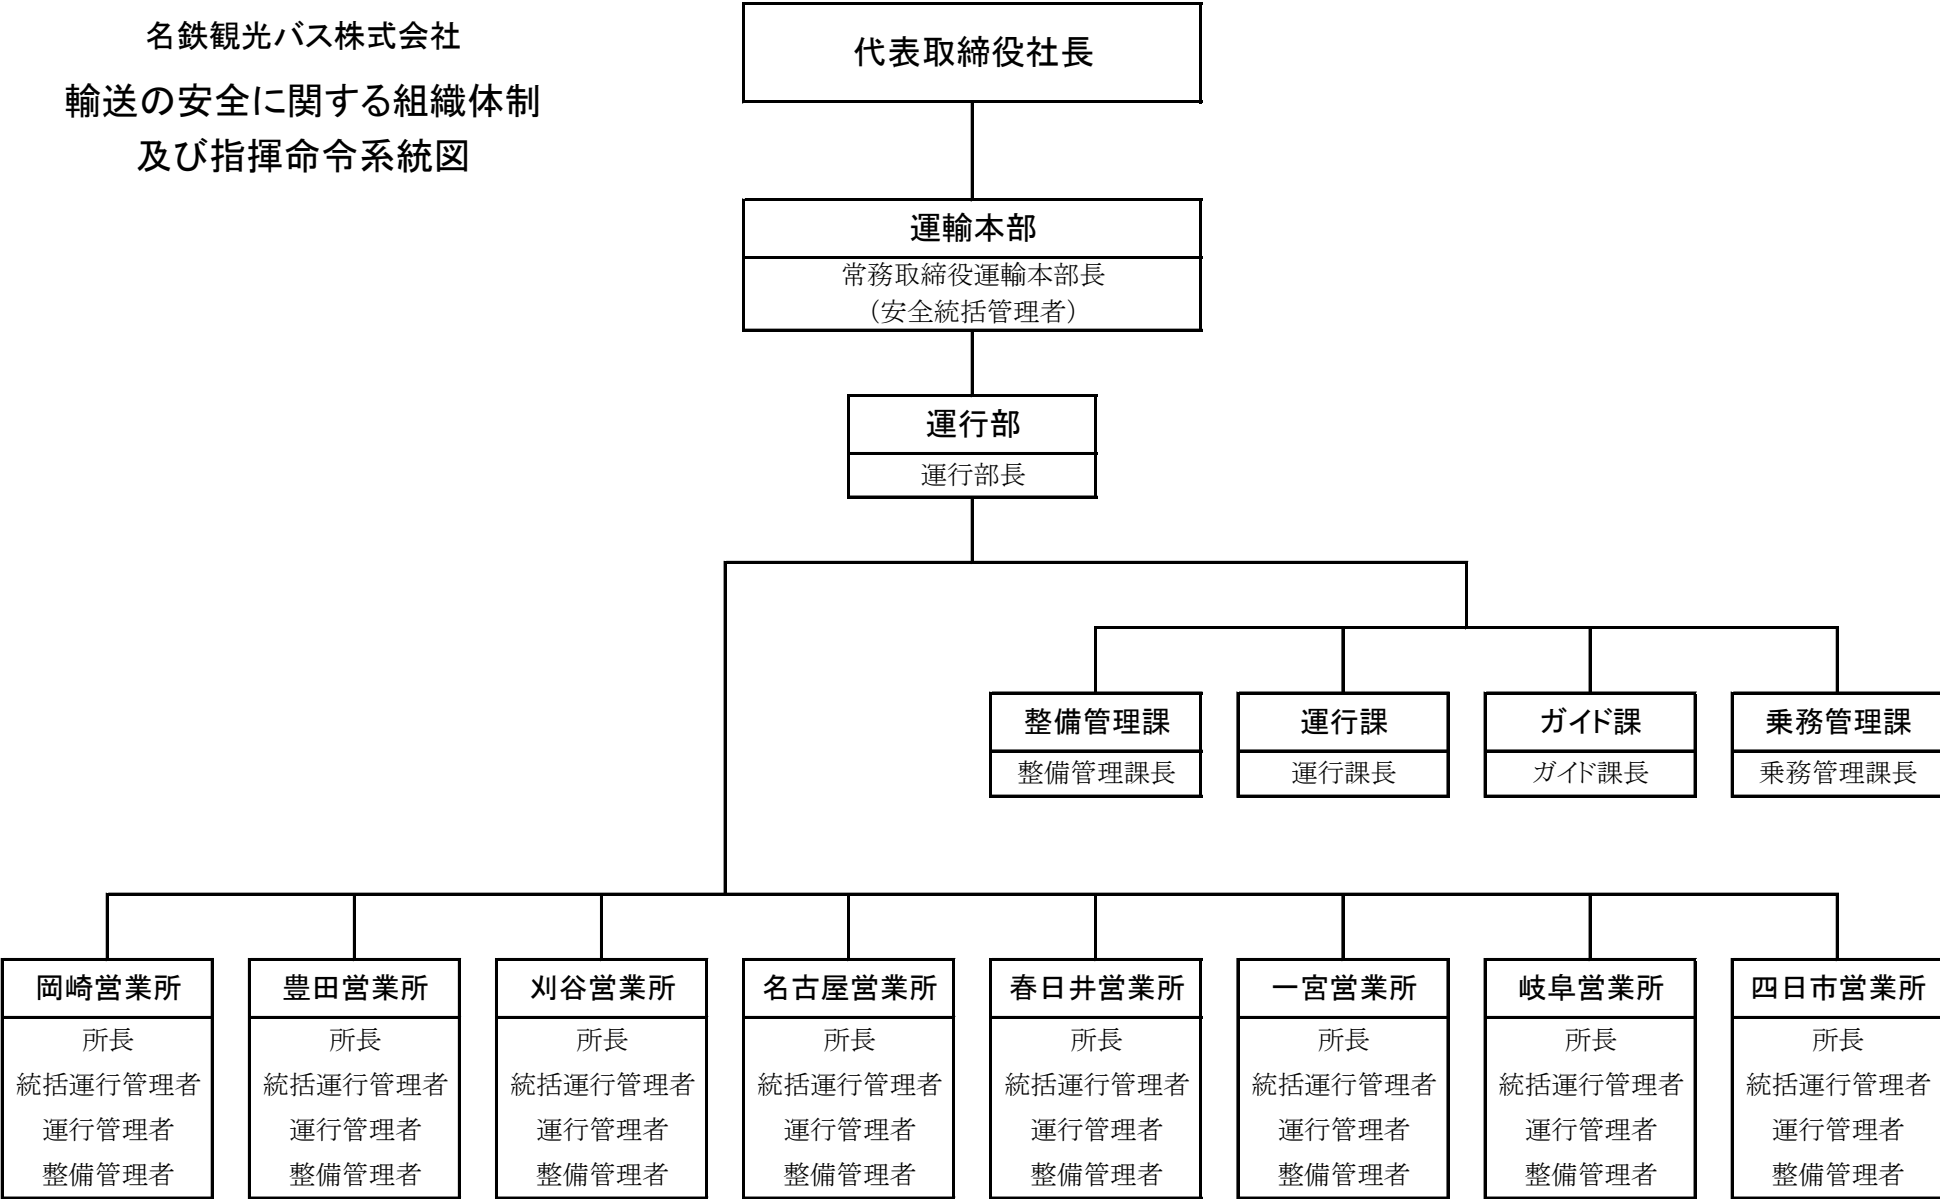 名鉄観光バス株式会社
輸送の安全に関する組織体制
及び指揮命令系統図
代表取締役社長
運輸本部
常務取締役運輸本部長
（安全統括管理者）
運行部
運行部長
整備管理課
整備管理課長
運行課
運行課長
ガイド課
ガイド課長
乗務管理課
乗務管理課長
岡崎営業所
所長
統括運行管理者
運行管理者
整備管理者
豊田営業所
所長
統括運行管理者
運行管理者
整備管理者
刈谷営業所
所長
統括運行管理者
運行管理者
整備管理者
名古屋営業所
所長
統括運行管理者
運行管理者
整備管理者
春日井営業所
所長
統括運行管理者
運行管理者
整備管理者
一宮営業所
所長
統括運行管理者
運行管理者
整備管理者
岐阜営業所
所長
統括運行管理者
運行管理者
整備管理者
四日市営業所
所長
統括運行管理者
運行管理者
整備管理者